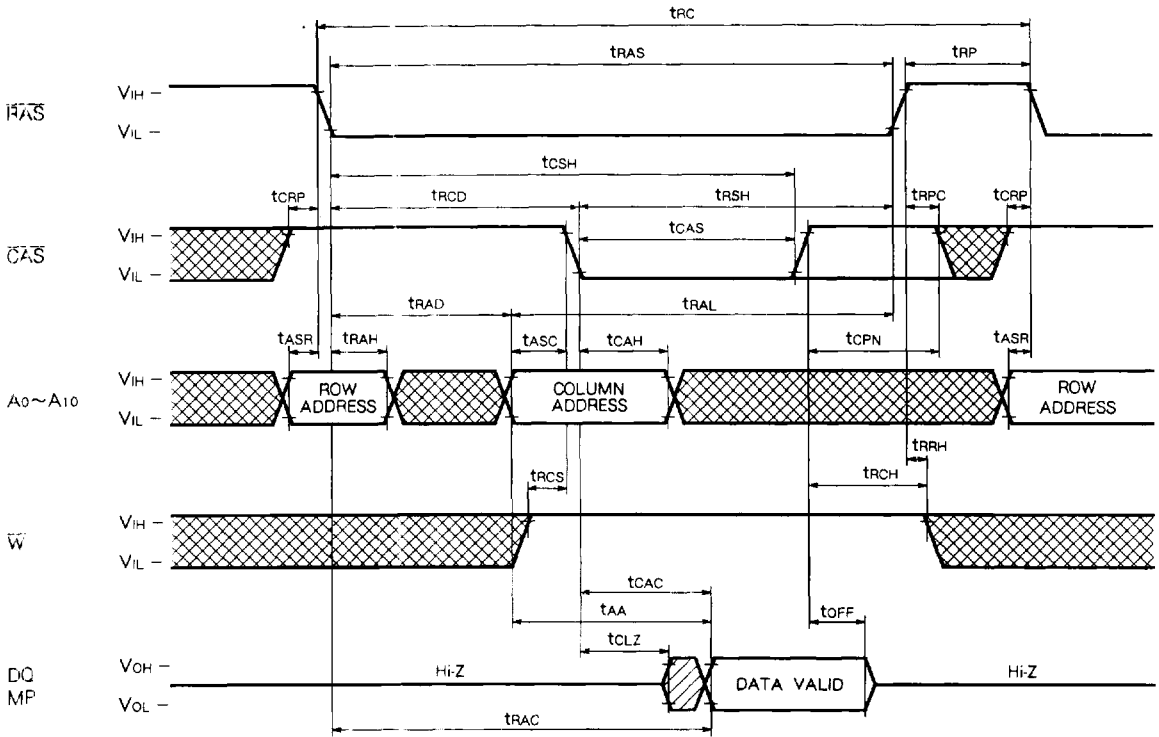 tRC
tRAS
tRP
RAS
VIH –
VIL –
tCSH
tCRP
tRCD
tRSH
tRPC
tCRP
CAS
VIH –
VIL –
tCAS
tRAD
tRAL
tASR
tRAH
tASC
tCAH
tCPN
tASR
A0~A10
VIH –
VIL –
ROW
ADDRESS
COLUMN
ADDRESS
ROW
ADDRESS
tRRH
tRCS
tRCH
W
VIH –
VIL –
tCAC
tAA
tOFF
tCLZ
DQ
MP
VOH –
VOL –
Hi-Z
DATA VALID
Hi-Z
tRAC